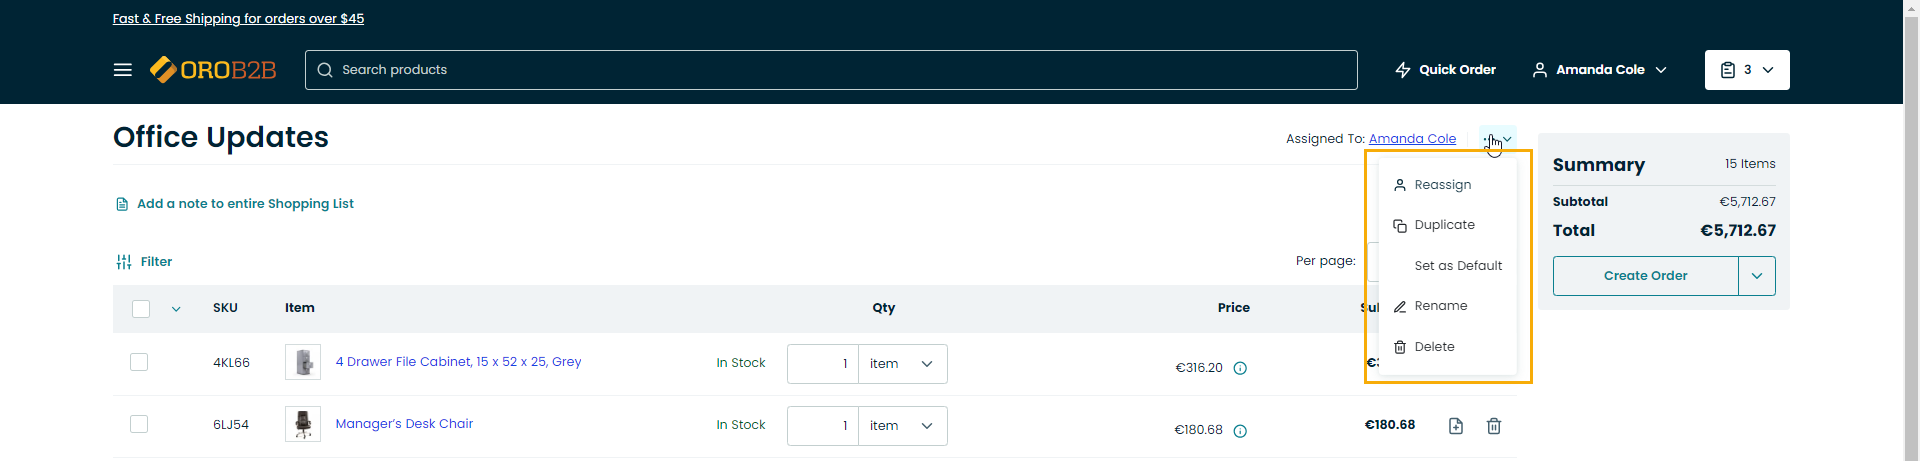 Fast & Free Shipping for orders over $45
OROB2B
Search products
Quick Order
Amanda Cole
3
Office Updates
Assigned To: Amanda Cole
Summary
15 Items
Subtotal
€5,712.67
Total
€5,712.67
Create Order
Reassign
Duplicate
Set as Default
Rename
Delete
Add a note to entire Shopping List
Filter
Per page:
SKU Item Qty Price
4KL66 4 Drawer File Cabinet, 15 x 52 x 25, Grey In Stock 1 item €316.20
6LJ54 Manager’s Desk Chair In Stock 1 item €180.68 €180.68